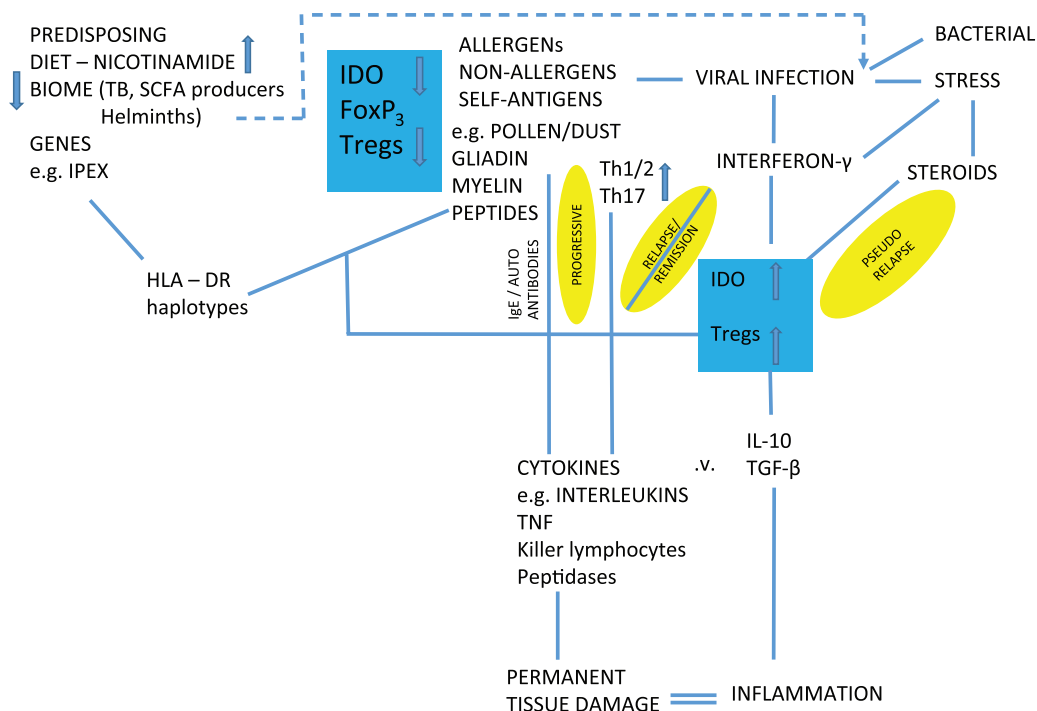 PREDISPOSING
DIET – NICOTINAMIDE
BIOME (TB, SCFA producers
Helminths)
GENES
e.g. IPEX
HLA – DR
haplotypes
IDO
FoxP3
Tregs
ALLERGENs
NON-ALLERGENS
SELF-ANTIGENS
e.g. POLLEN/DUST
GLIADIN
MYELIN
PEPTIDES
IgE / AUTO
ANTIBODIES
PROGRESSIVE
Th1/2
Th17
RELAPSE/
REMISSION
VIRAL INFECTION
BACTERIAL
STRESS
INTERFERON-γ
STEROIDS
PSEUDO
RELAPSE
IDO
Tregs
CYTOKINES
e.g. INTERLEUKINS
TNF
Killer lymphocytes
Peptidases
.v.
IL-10
TGF-β
PERMANENT
TISSUE DAMAGE
INFLAMMATION